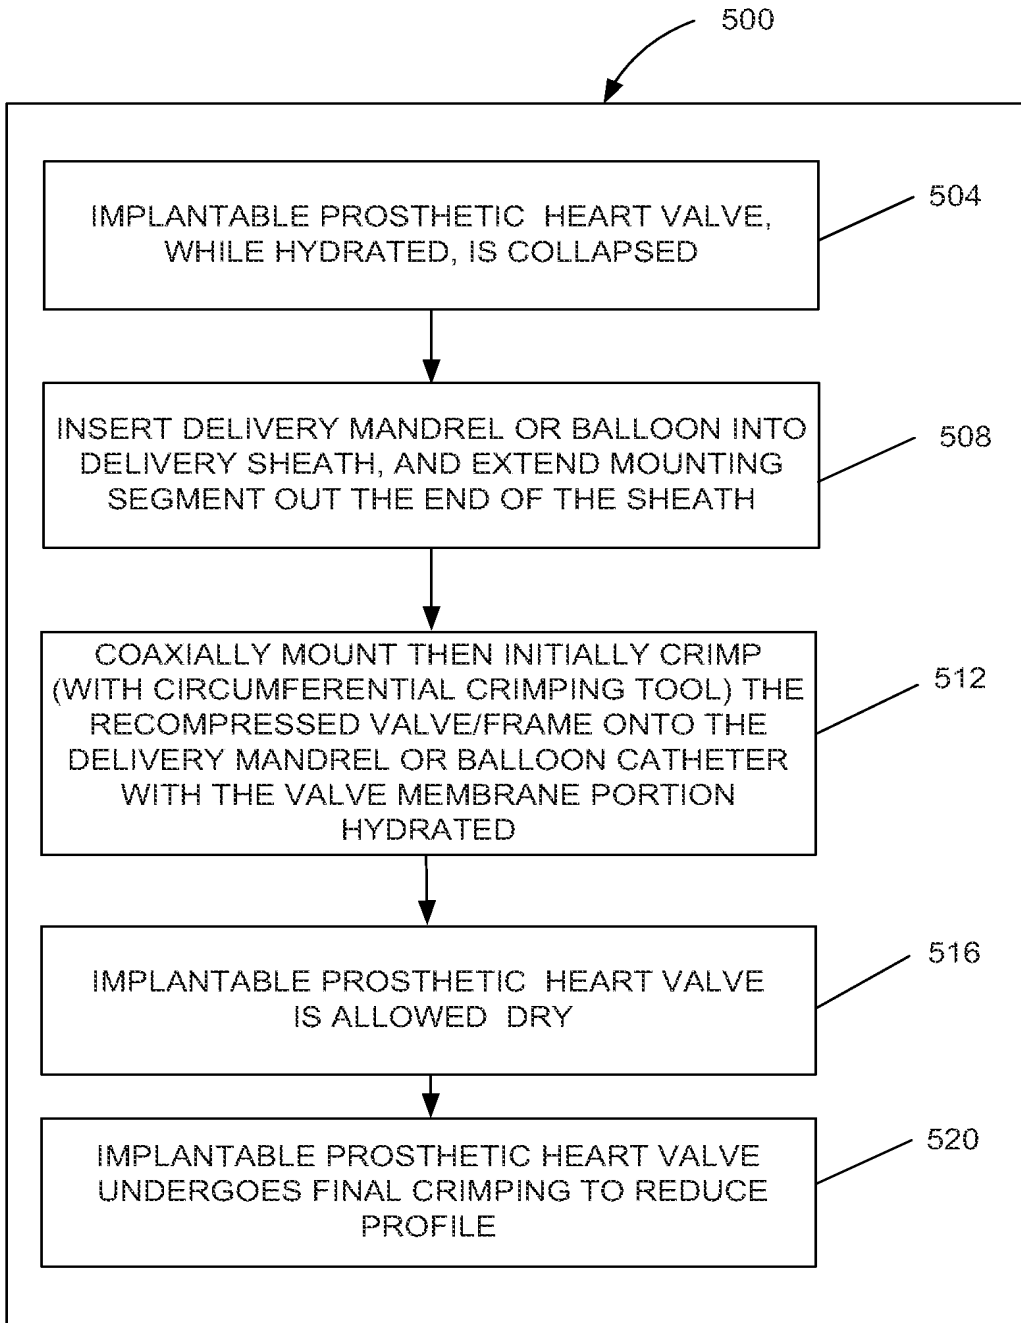 500
IMPLANTABLE PROSTHETIC HEART VALVE,
WHILE HYDRATED, IS COLLAPSED
504
INSERT DELIVERY MANDREL OR BALLOON INTO
DELIVERY SHEATH, AND EXTEND MOUNTING
SEGMENT OUT THE END OF THE SHEATH
508
COAXIALLY MOUNT THEN INITIALLY CRIMP
(WITH CIRCUMFERENTIAL CRIMPING TOOL) THE
RECOMPRESSED VALVE/FRAME ONTO THE
DELIVERY MANDREL OR BALLOON CATHETER
WITH THE VALVE MEMBRANE PORTION
HYDRATED
512
IMPLANTABLE PROSTHETIC HEART VALVE
IS ALLOWED DRY
516
IMPLANTABLE PROSTHETIC HEART VALVE
UNDERGOES FINAL CRIMPING TO REDUCE
PROFILE
520